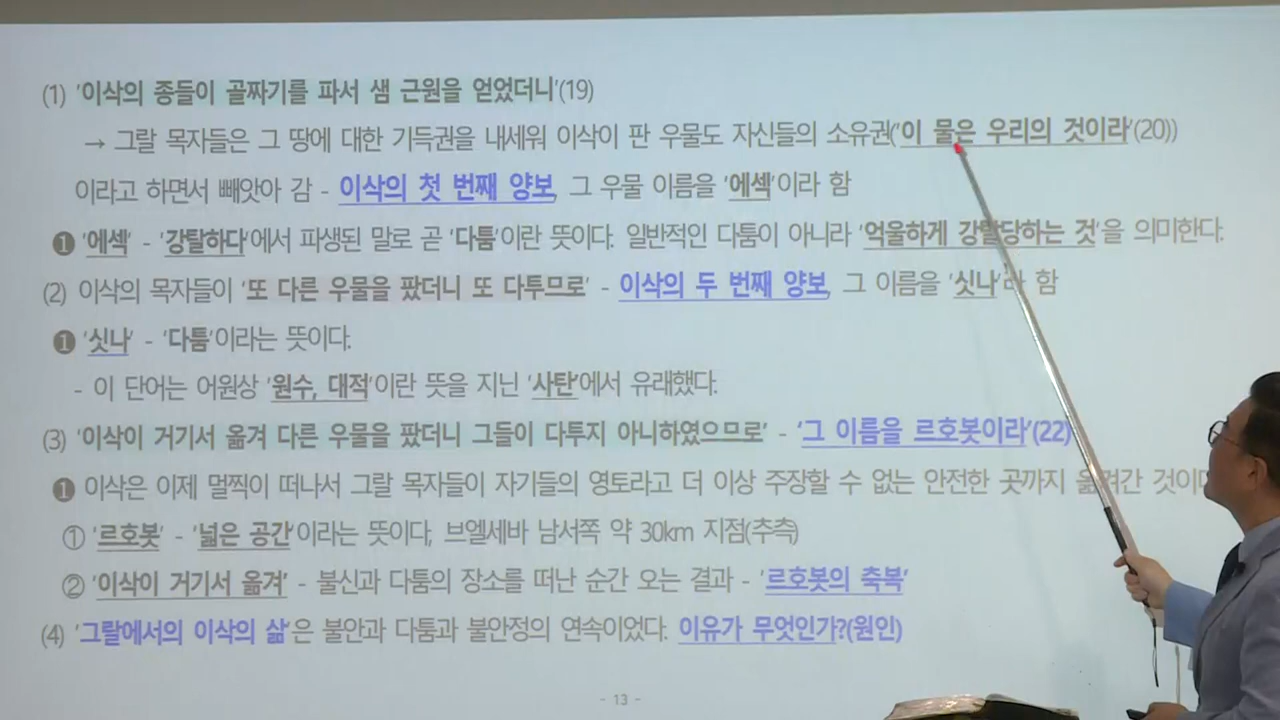 (1) '이삭의 종들이 골짜기를 파서 샘 근원을 얻었더니'(19)
→ 그랄 목자들은 그 땅에 대한 기득권을 내세워 이삭이 판 우물도 자신들의 소유권('이 물은 우리의 것이라'(20))
이라고 하면서 빼앗아 감 - 이삭의 첫 번째 양보, 그 우물 이름을 '에섹'이라 함
❶ '에섹' - '강탈하다'에서 파생된 말로 곧 '다툼'이란 뜻이다. 일반적인 다툼이 아니라 '억울하게 강탈당하는 것'을 의미한다.
(2) 이삭의 목자들이 '또 다른 우물을 팠더니 또 다투므로' - 이삭의 두 번째 양보, 그 이름을 '싯나'라 함
❶ '싯나' - '다툼'이라는 뜻이다.
- 이 단어는 어원상 '원수, 대적'이란 뜻을 지닌 '사탄'에서 유래했다.
(3) '이삭이 거기서 옮겨 다른 우물을 팠더니 그들이 다투지 아니하였으므로' - '그 이름을 르호봇이라'(22)
❶ 이삭은 이제 멀찍이 떠나서 그랄 목자들이 자기들의 영토라고 더 이상 주장할 수 없는 안전한 곳까지 옮겨간 것이
① '르호봇' - '넓은 공간'이라는 뜻이다, 브엘세바 남서쪽 약 30km 지점(추측)
② '이삭이 거기서 옮겨' - 불신과 다툼의 장소를 떠난 순간 오는 결과 - '르호봇의 축복'
(4) '그랄에서의 이삭의 삶'은 불안과 다툼과 불안정의 연속이었다. 이유가 무엇인가?(원인)
- 13 -